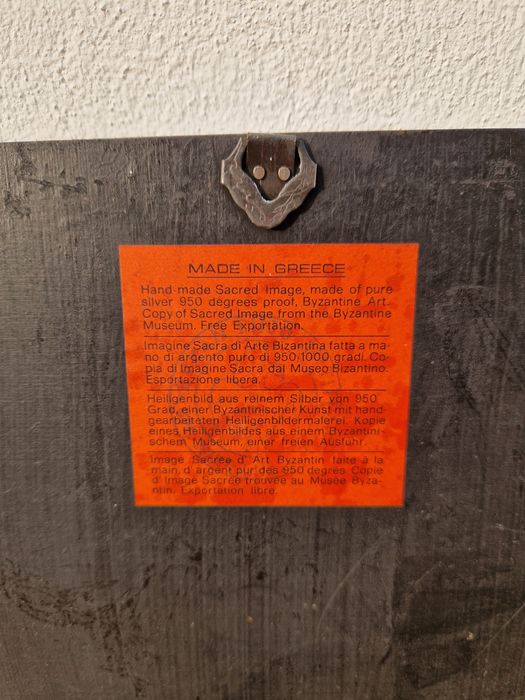 MADE IN GREECE
Hand-made Sacred Image, made of pure
silver 950 degrees proof, Byzantine Art.
Copy of Sacred Image from the Byzantine
Museum. Free Exportation.
Imagine Sacra di Arte Bizantina fatta a ma-
no di argento puro di 950/1000 gradi. Co-
pia di Imagine Sacra dal Museo Bizantino.
Esportazione libera.
Heiligenbild aus reinem Silber von 950
Grad, einer Byzantinischer Kunst mit hand-
gearbeiteten Heiligenbildermalerei. Kopie
eines Heiligenbildes aus einem Byzantini-
schem Museum, einer freien Ausfuhr.
Image Sacrée d' Art Byzantin faite à la
main, d' argent pur des 950 degrés Copie
d' Image Sacrée trouvée au Musée Byza-
ntin. Exportation libre.